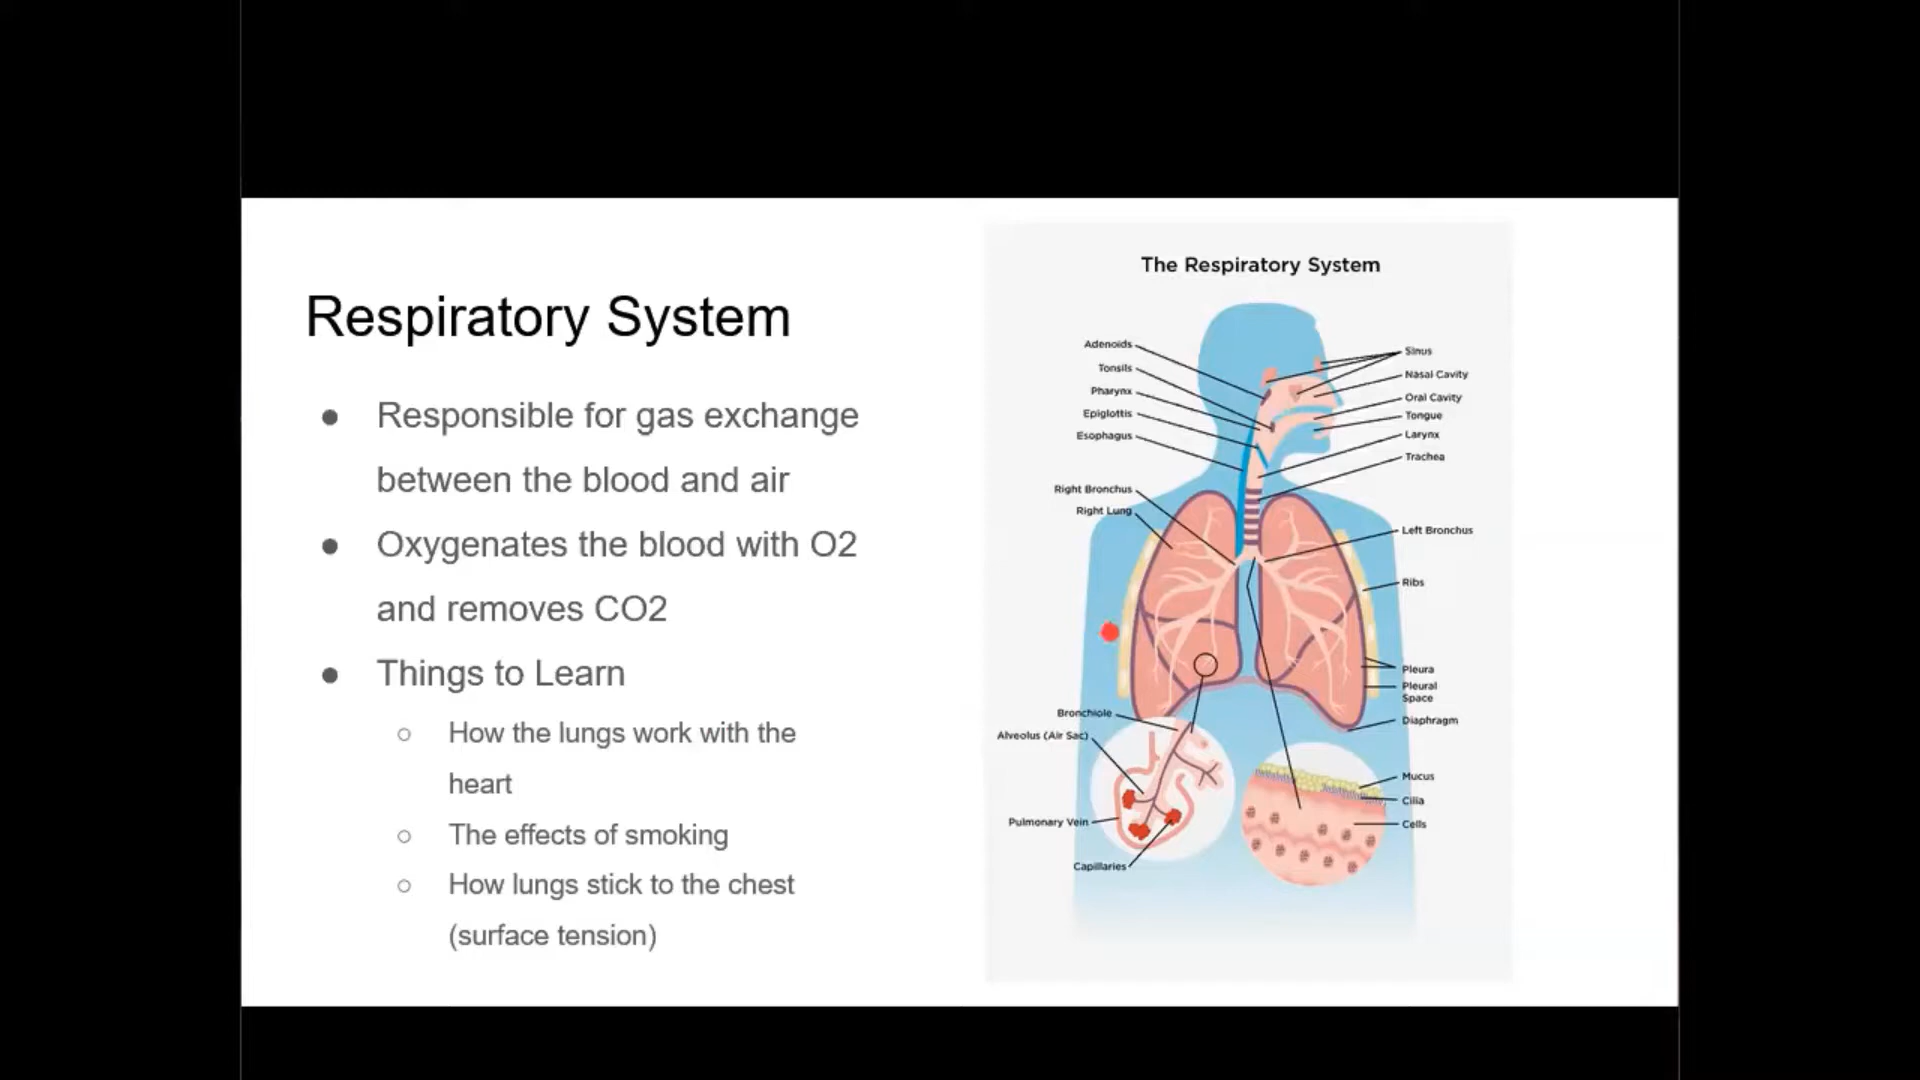 Respiratory System
Responsible for gas exchange
between the blood and air
Oxygenates the blood with O2
and removes CO2
Things to Learn
How the lungs work with the
heart
The effects of smoking
How lungs stick to the chest
(surface tension)
The Respiratory System
Adenoids
Tonsils
Pharynx
Epiglottis
Esophagus
Right Bronchus
Right Lung
Sinus
Nasal Cavity
Oral Cavity
Tongue
Larynx
Trachea
Left Bronchus
Ribs
Pleura
Pleural
Space
Diaphragm
Bronchiole
Alveolus (Air Sac)
Pulmonary Vein
Capillaries
Mucus
Cilia
Cells